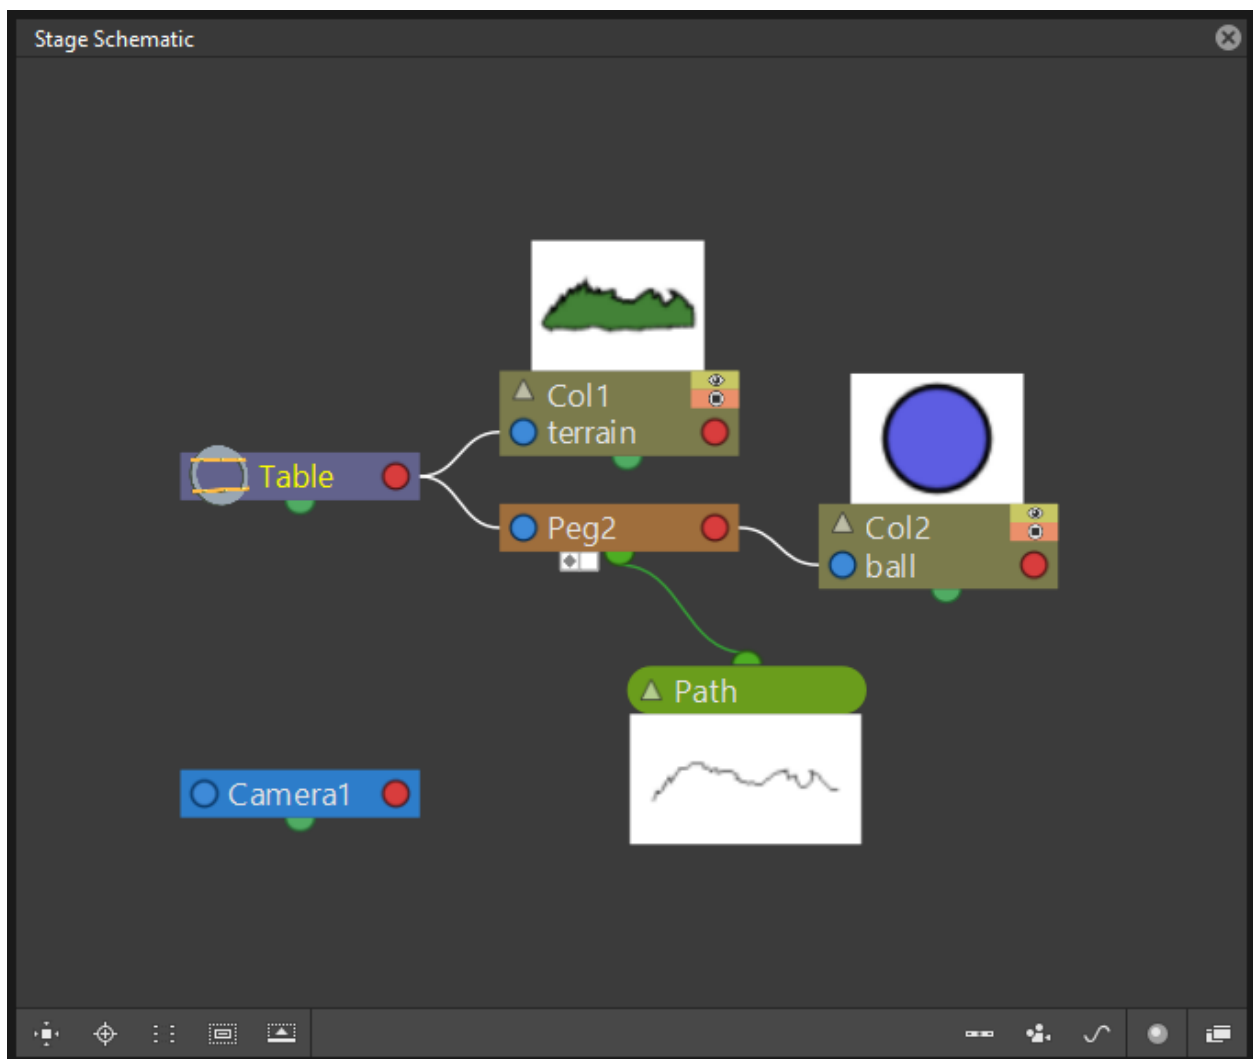 Stage Schematic
Col1
terrain
Table
Peg2
Col2
ball
Path
Camera1